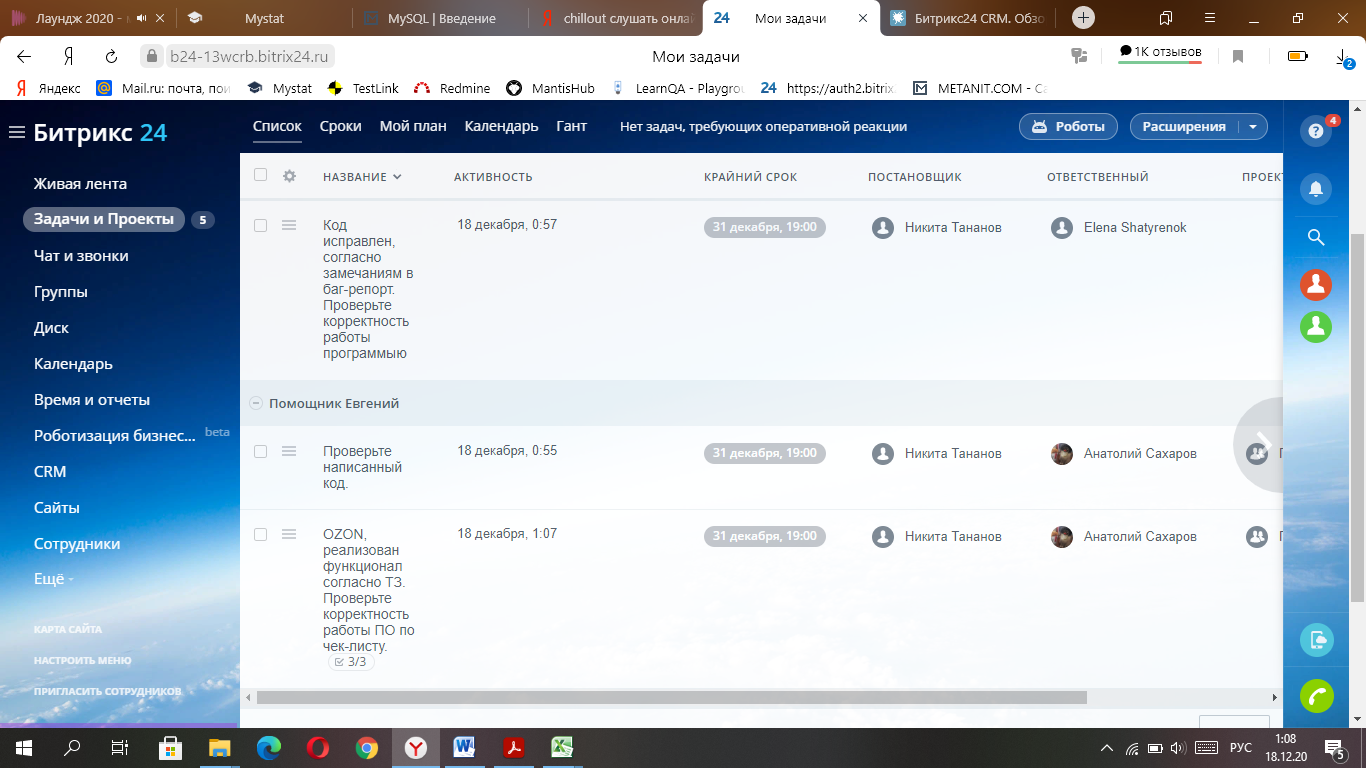 Лаундж 2020 -
Mystat
MySQL | Введение
chillout слушать онлай
24 Мои задачи
Битрикс24 CRM. Обзо
b24-13wcrb.bitrix24.ru
Мои задачи
1К отзывов
2
Яндекс
Mail.ru: почта, пои
Mystat
TestLink
Redmine
MantisHub
LearnQA - Playgrou
24 https://auth2.bitrix
METANIT.COM - Са
Битрикс 24
Список
Сроки
Мой план
Календарь
Гант
Нет задач, требующих оперативной реакции
Роботы
Расширения
4
Живая лента
Задачи и Проекты 5
Чат и звонки
Группы
Диск
Календарь
Время и отчеты
Роботизация бизнес... beta
CRM
Сайты
Сотрудники
Ещё
КАРТА САЙТА
НАСТРОИТЬ МЕНЮ
ПРИГЛАСИТЬ СОТРУДНИКОВ
НАЗВАНИЕ
АКТИВНОСТЬ
КРАЙНИЙ СРОК
ПОСТАНОВЩИК
ОТВЕТСТВЕННЫЙ
ПРОЕКТ
Код
исправлен,
согласно
замечаниям в
баг-репорт.
Проверьте
корректность
работы
программыю
18 декабря, 0:57
31 декабря, 19:00
Никита Тананов
Elena Shatyrenok
Помощник Евгений
Проверьте
написанный
код.
18 декабря, 0:55
31 декабря, 19:00
Никита Тананов
Анатолий Сахаров
OZON,
реализован
функционал
согласно ТЗ.
Проверьте
корректность
работы ПО по
чек-листу.
3/3
18 декабря, 1:07
31 декабря, 19:00
Никита Тананов
Анатолий Сахаров
РУС
1:08
18.12.20
5